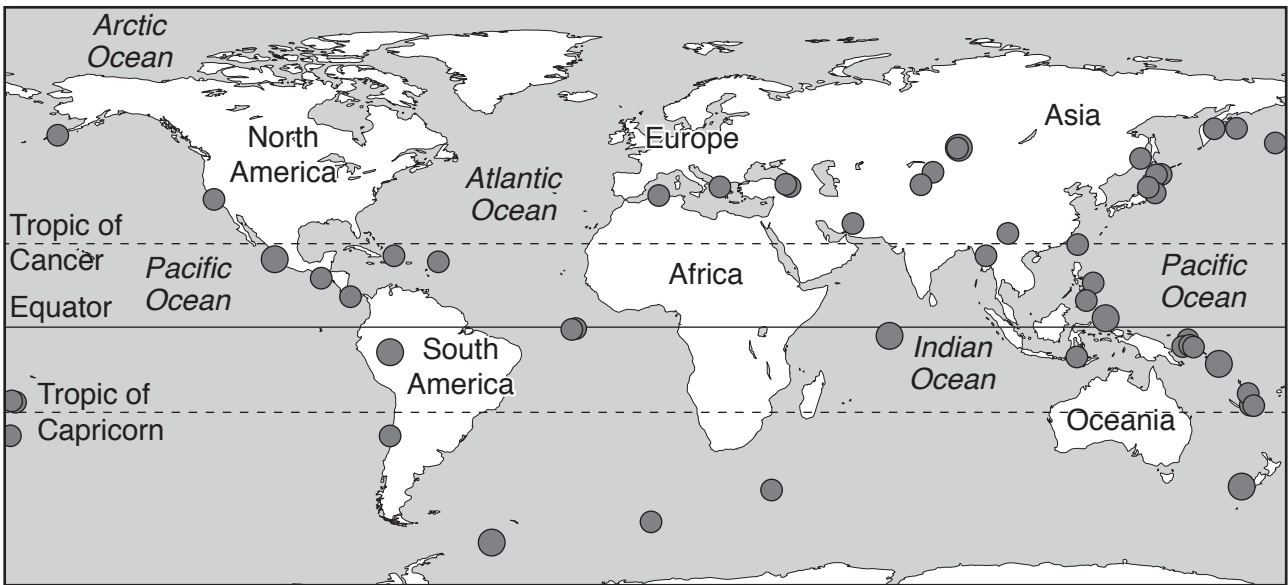 Arctic
Ocean
North
America
Europe
Asia
Atlantic
Ocean
Tropic of
Cancer
Pacific
Ocean
Africa
Pacific
Ocean
Equator
South
America
Indian
Ocean
Tropic of
Capricorn
Oceania